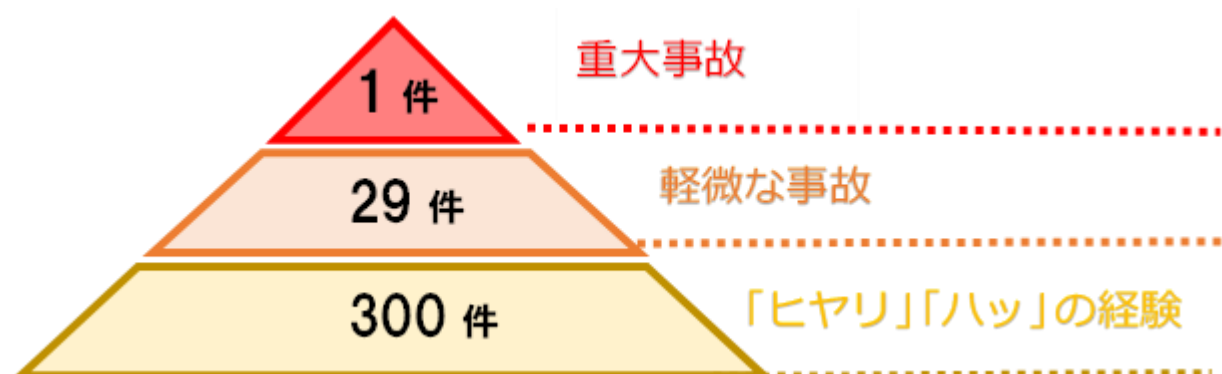 1 件
重大事故
29 件
軽微な事故
300 件
「ヒヤリ」「ハッ」の経験